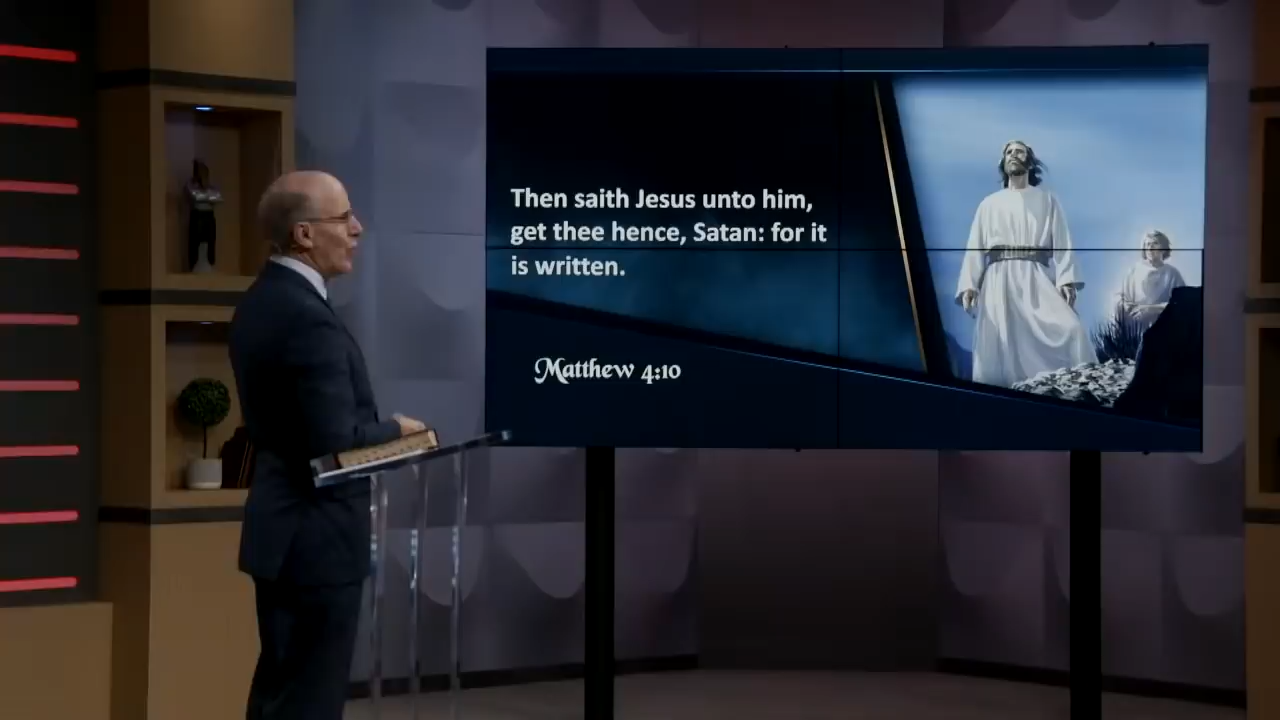 Then saith Jesus unto him,
get thee hence, Satan: for it
is written.
Matthew 4:10